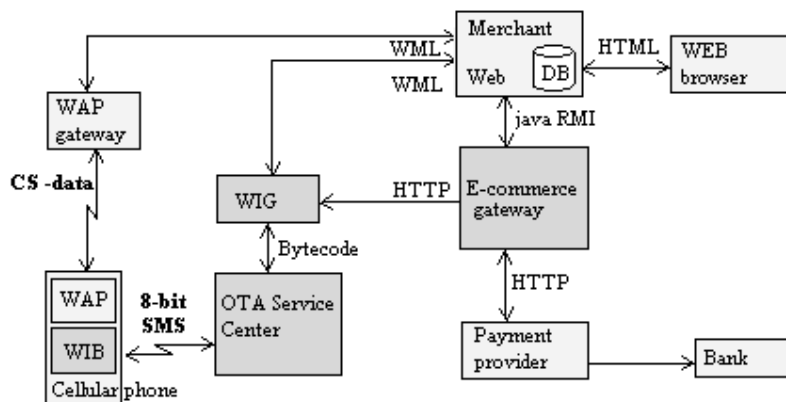 Merchant
Web
DB
HTML
WEB
browser
WML
WML
WAP
gateway
java RMI
CS -data
WIG
HTTP
E-commerce
gateway
Bytecode
HTTP
WAP
WIB
Cellular phone
8-bit
SMS
OTA Service
Center
Payment
provider
Bank